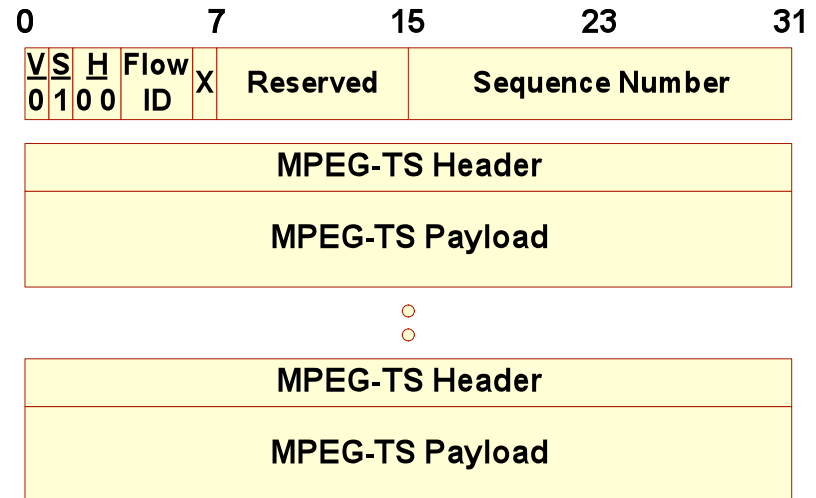 0 7 15 23 31
V S H Flow X Reserved Sequence Number
0 1 0 0 ID
MPEG-TS Header
MPEG-TS Payload
MPEG-TS Header
MPEG-TS Payload